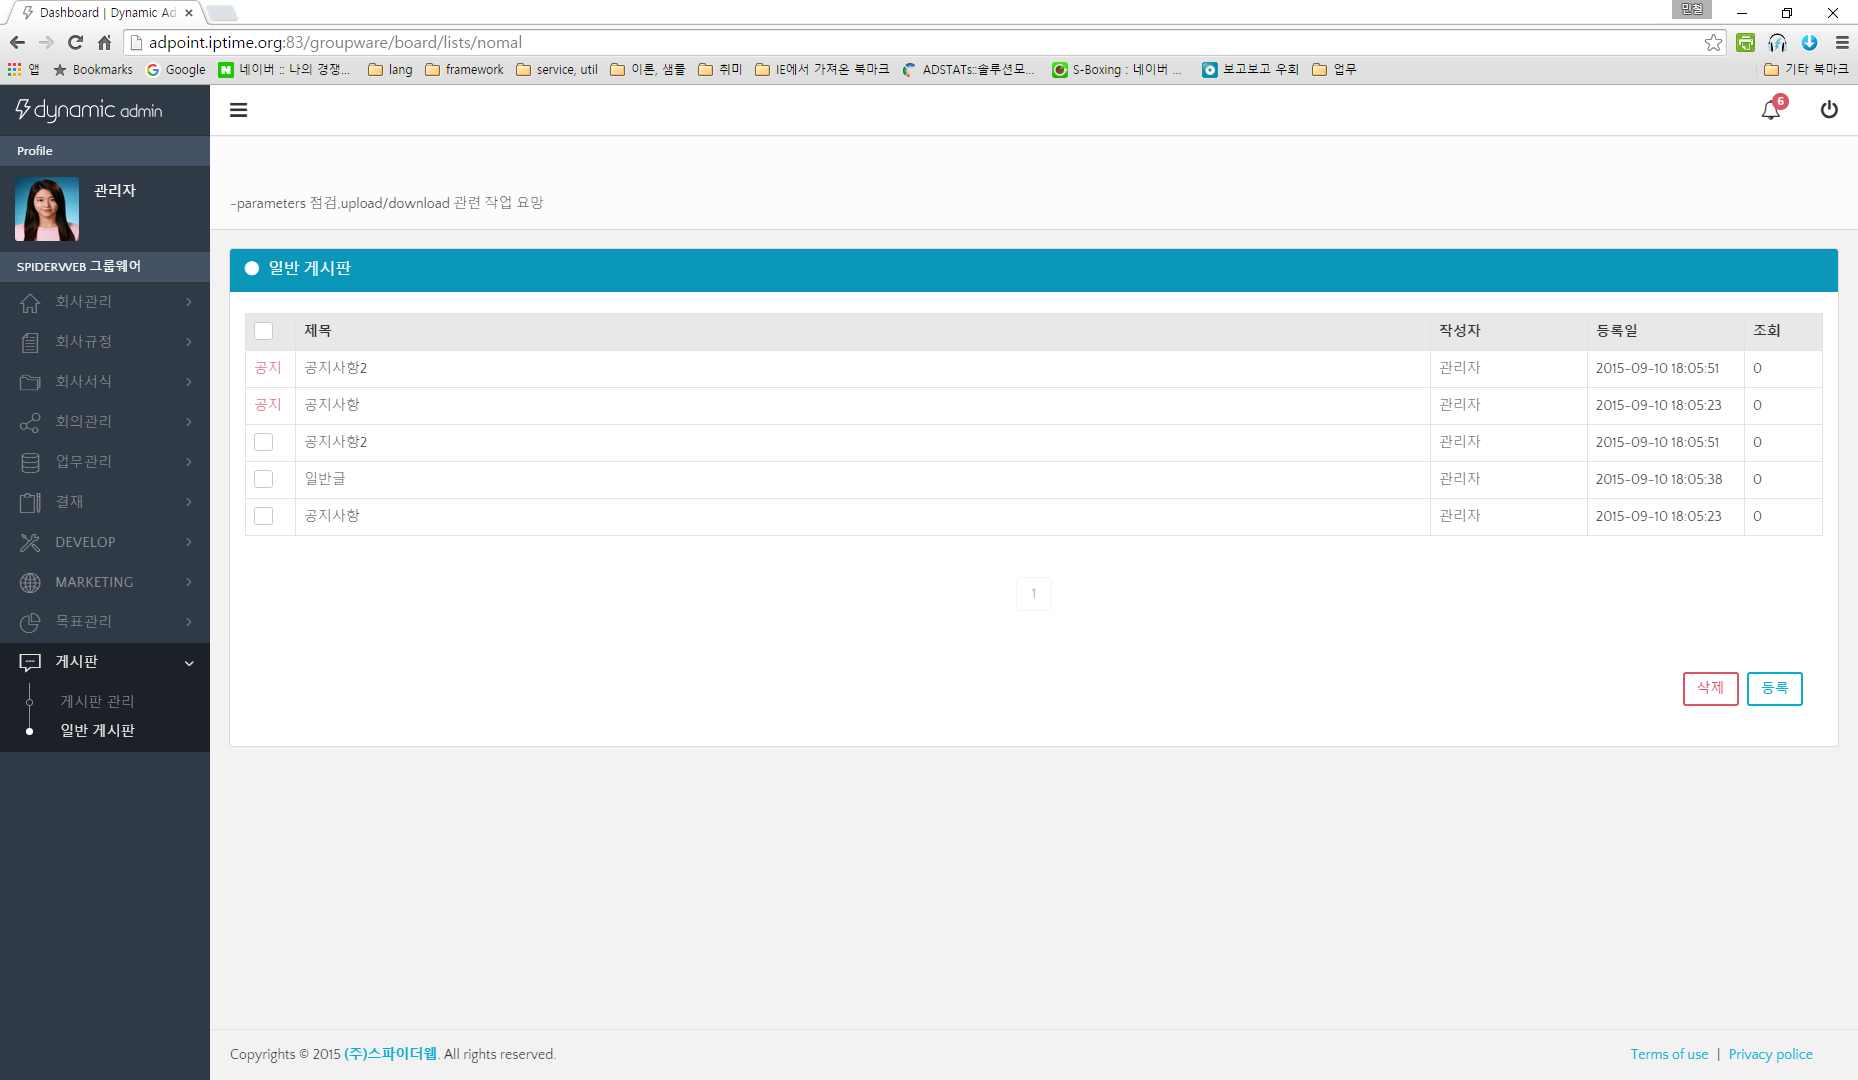 Dashboard | Dynamic Ad
민철
adpoint.iptime.org:83/groupware/board/lists/nomal
앱 Bookmarks Google 네이버 :: 나의 경쟁... lang framework service, util 이론, 샘플 취미 IE에서 가져온 북마크 ADSTATs::솔루션모... S-Boxing : 네이버 ... 보고보고 우회 업무 기타 북마크
dynamic admin
6
Profile
관리자
-parameters 점검,upload/download 관련 작업 요망
SPIDERWEB 그룹웨어
회사관리
회사규정
회사서식
회의관리
업무관리
결재
DEVELOP
MARKETING
목표관리
게시판
게시판 관리
일반 게시판
일반 게시판
제목 작성자 등록일 조회
공지 공지사항2 관리자 2015-09-10 18:05:51 0
공지 공지사항 관리자 2015-09-10 18:05:23 0
공지사항2 관리자 2015-09-10 18:05:51 0
일반글 관리자 2015-09-10 18:05:38 0
공지사항 관리자 2015-09-10 18:05:23 0
1
삭제 등록
Copyrights © 2015 (주)스파이더웹. All rights reserved.
Terms of use | Privacy police